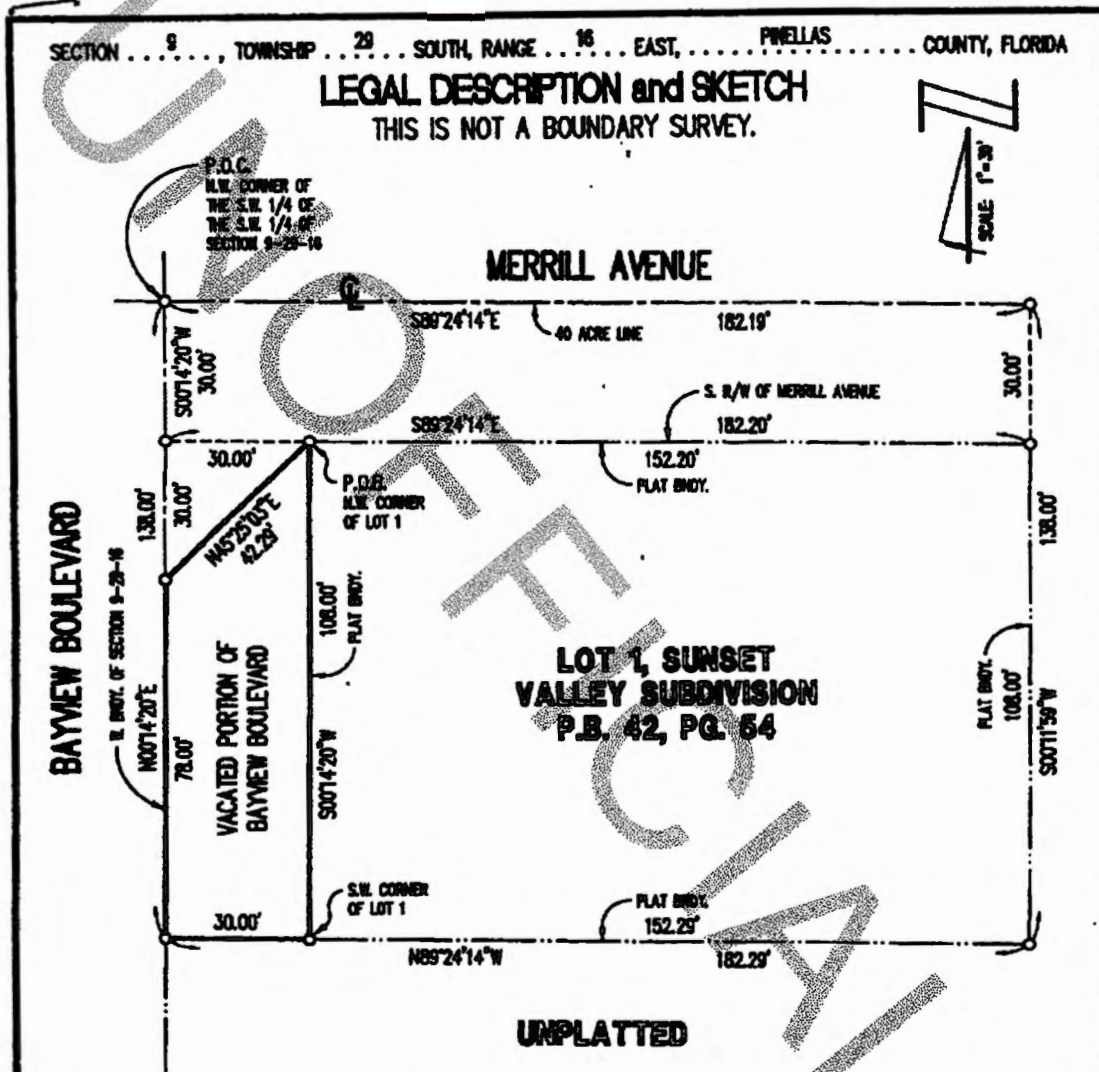 SECTION . . 9 . . . , TOWNSHIP . . 29 . . . SOUTH, RANGE . . 16 . . . EAST, . . . . . PINELLAS . . . . . . . . COUNTY, FLORIDA
LEGAL DESCRIPTION and SKETCH
THIS IS NOT A BOUNDARY SURVEY.
P.O.C.
N.W. CORNER OF
THE S.W. 1/4 OF
THE S.W. 1/4 OF
SECTION 9-29-16
SCALE: 1"=30'
MERRILL AVENUE
CL
S89°24'14"E
40 ACRE LINE
182.19'
S00°14'20"W
30.00'
30.00'
S. R/W OF MERRILL AVENUE
S89°24'14"E
182.20'
30.00'
152.20'
PLAT BNDY.
P.O.B.
N.W. CORNER
OF LOT 1
138.00'
30.00'
N45°25'03"E
42.29'
138.00'
BAYVIEW BOULEVARD
W. BNDY. OF SECTION 9-29-16
N00°14'20"E
78.00'
VACATED PORTION OF
BAYVIEW BOULEVARD
108.00'
PLAT BNDY.
S00°14'20"W
LOT 1, SUNSET
VALLEY SUBDIVISION
P.B. 42, PG. 54
PLAT BNDY.
108.00'
S00°11'59"W
S.W. CORNER
OF LOT 1
30.00'
PLAT BNDY.
152.29'
N89°24'14"W
182.29'
UNPLATTED
UNOFFICIAL